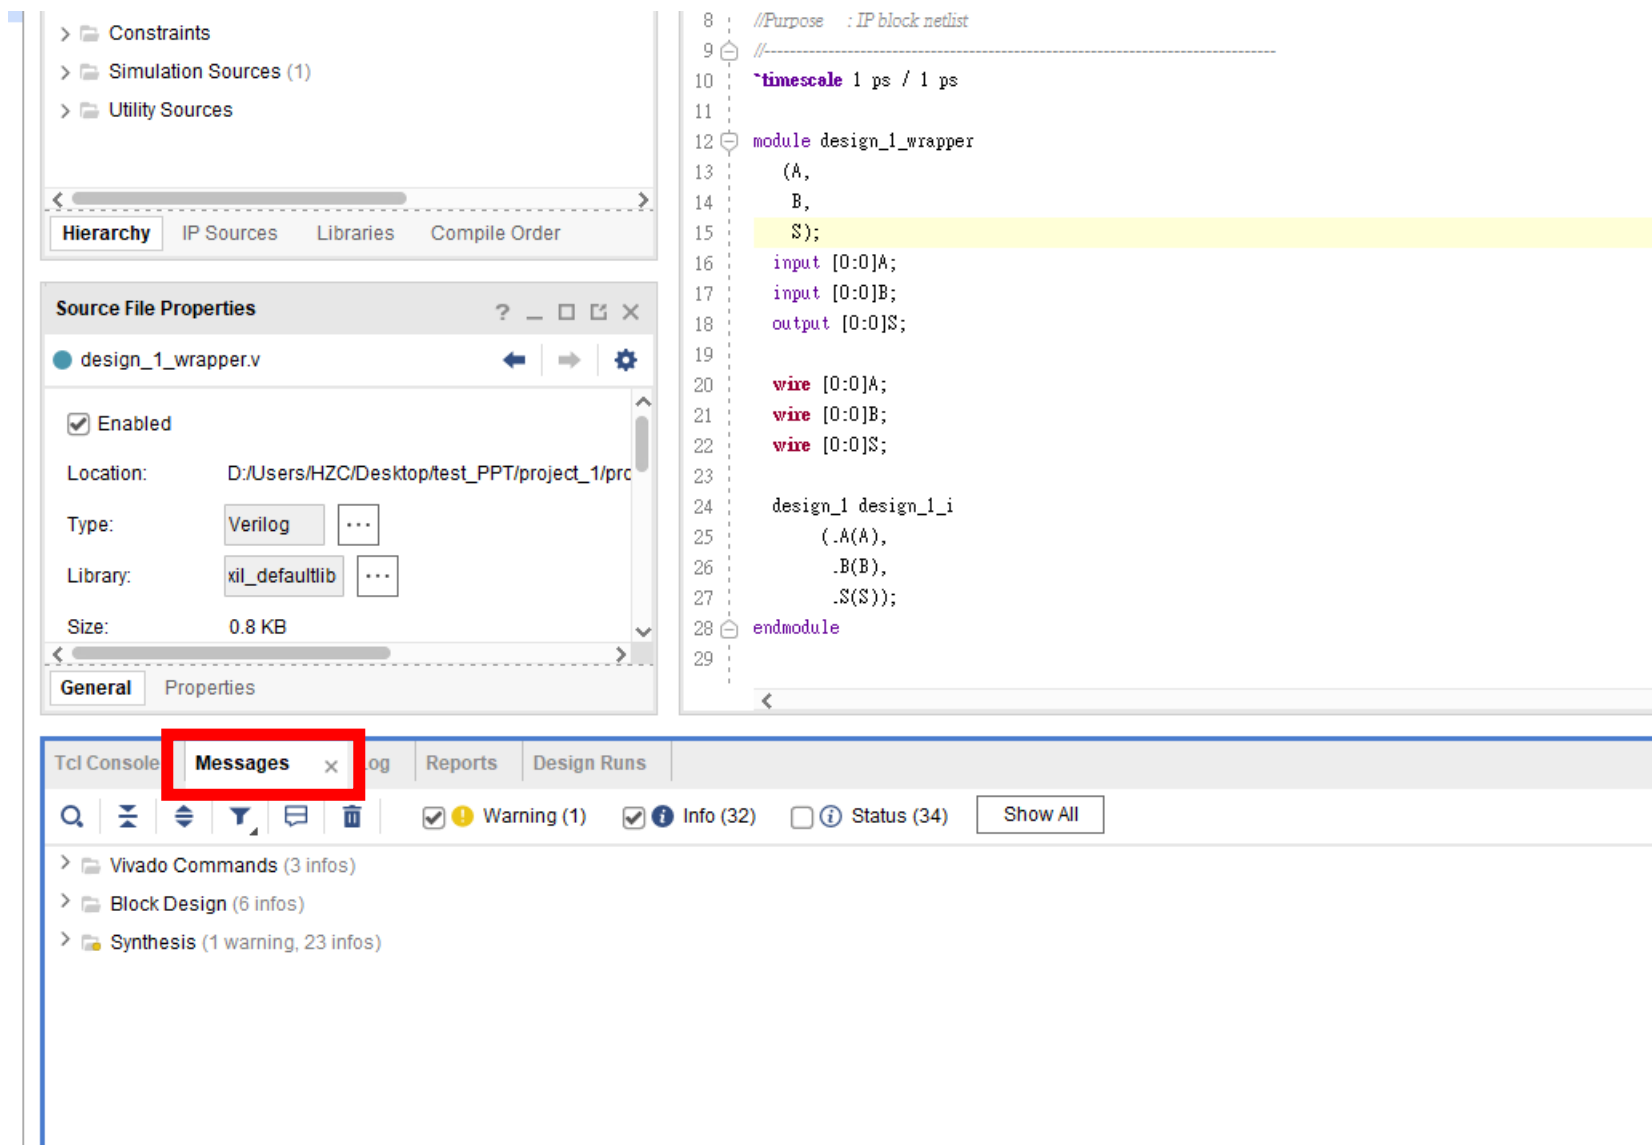 Constraints
Simulation Sources (1)
Utility Sources
Hierarchy IP Sources Libraries Compile Order
Source File Properties ?
design_1_wrapper.v
Enabled
Location: D:/Users/HZC/Desktop/test_PPT/project_1/prc
Type: Verilog ...
Library: xil_defaultlib ...
Size: 0.8 KB
General Properties
8 //Purpose : IP block netlist
9 //--------------------------------------------------------------------------------
10 `timescale 1 ps / 1 ps
11
12 module design_1_wrapper
13 (A,
14 B,
15 S);
16 input [0:0]A;
17 input [0:0]B;
18 output [0:0]S;
19
20 wire [0:0]A;
21 wire [0:0]B;
22 wire [0:0]S;
23
24 design_1 design_1_i
25 (.A(A),
26 .B(B),
27 .S(S));
28 endmodule
29
Tcl Console Messages × og Reports Design Runs
Warning (1) Info (32) Status (34) Show All
Vivado Commands (3 infos)
Block Design (6 infos)
Synthesis (1 warning, 23 infos)